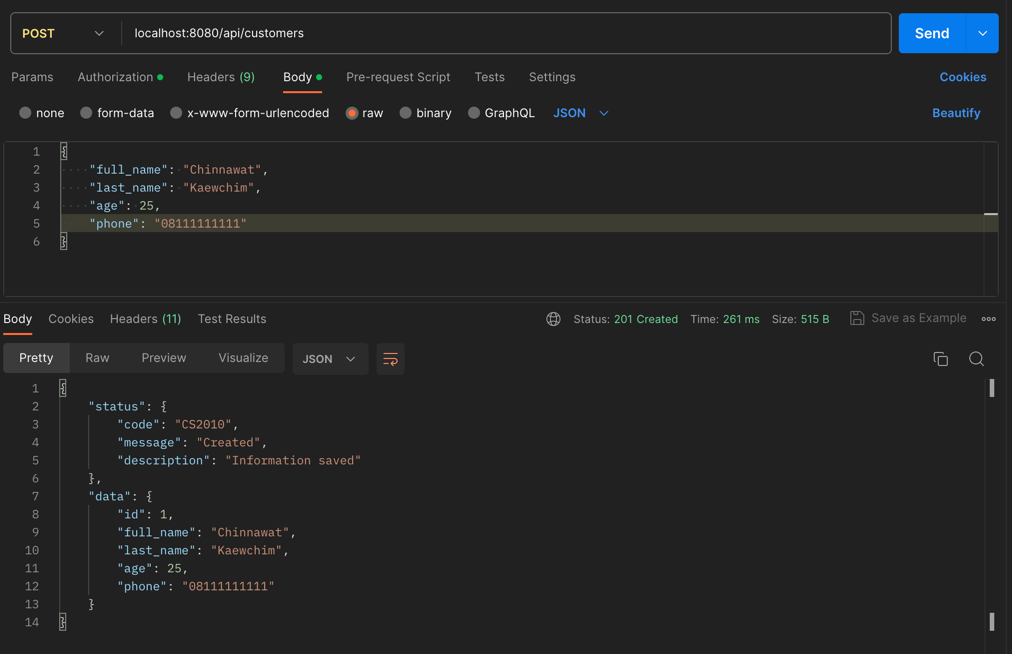 POST localhost:8080/api/customers Send
Params Authorization Headers (9) Body Pre-request Script Tests Settings Cookies
none form-data x-www-form-urlencoded raw binary GraphQL JSON Beautify
1 {
2 "full_name": "Chinnawat",
3 "last_name": "Kaewchim",
4 "age": 25,
5 "phone": "08111111111"
6 }
Body Cookies Headers (11) Test Results Status: 201 Created Time: 261 ms Size: 515 B Save as Example
Pretty Raw Preview Visualize JSON
1 {
2 "status": {
3 "code": "CS2010",
4 "message": "Created",
5 "description": "Information saved"
6 },
7 "data": {
8 "id": 1,
9 "full_name": "Chinnawat",
10 "last_name": "Kaewchim",
11 "age": 25,
12 "phone": "08111111111"
13 }
14 }